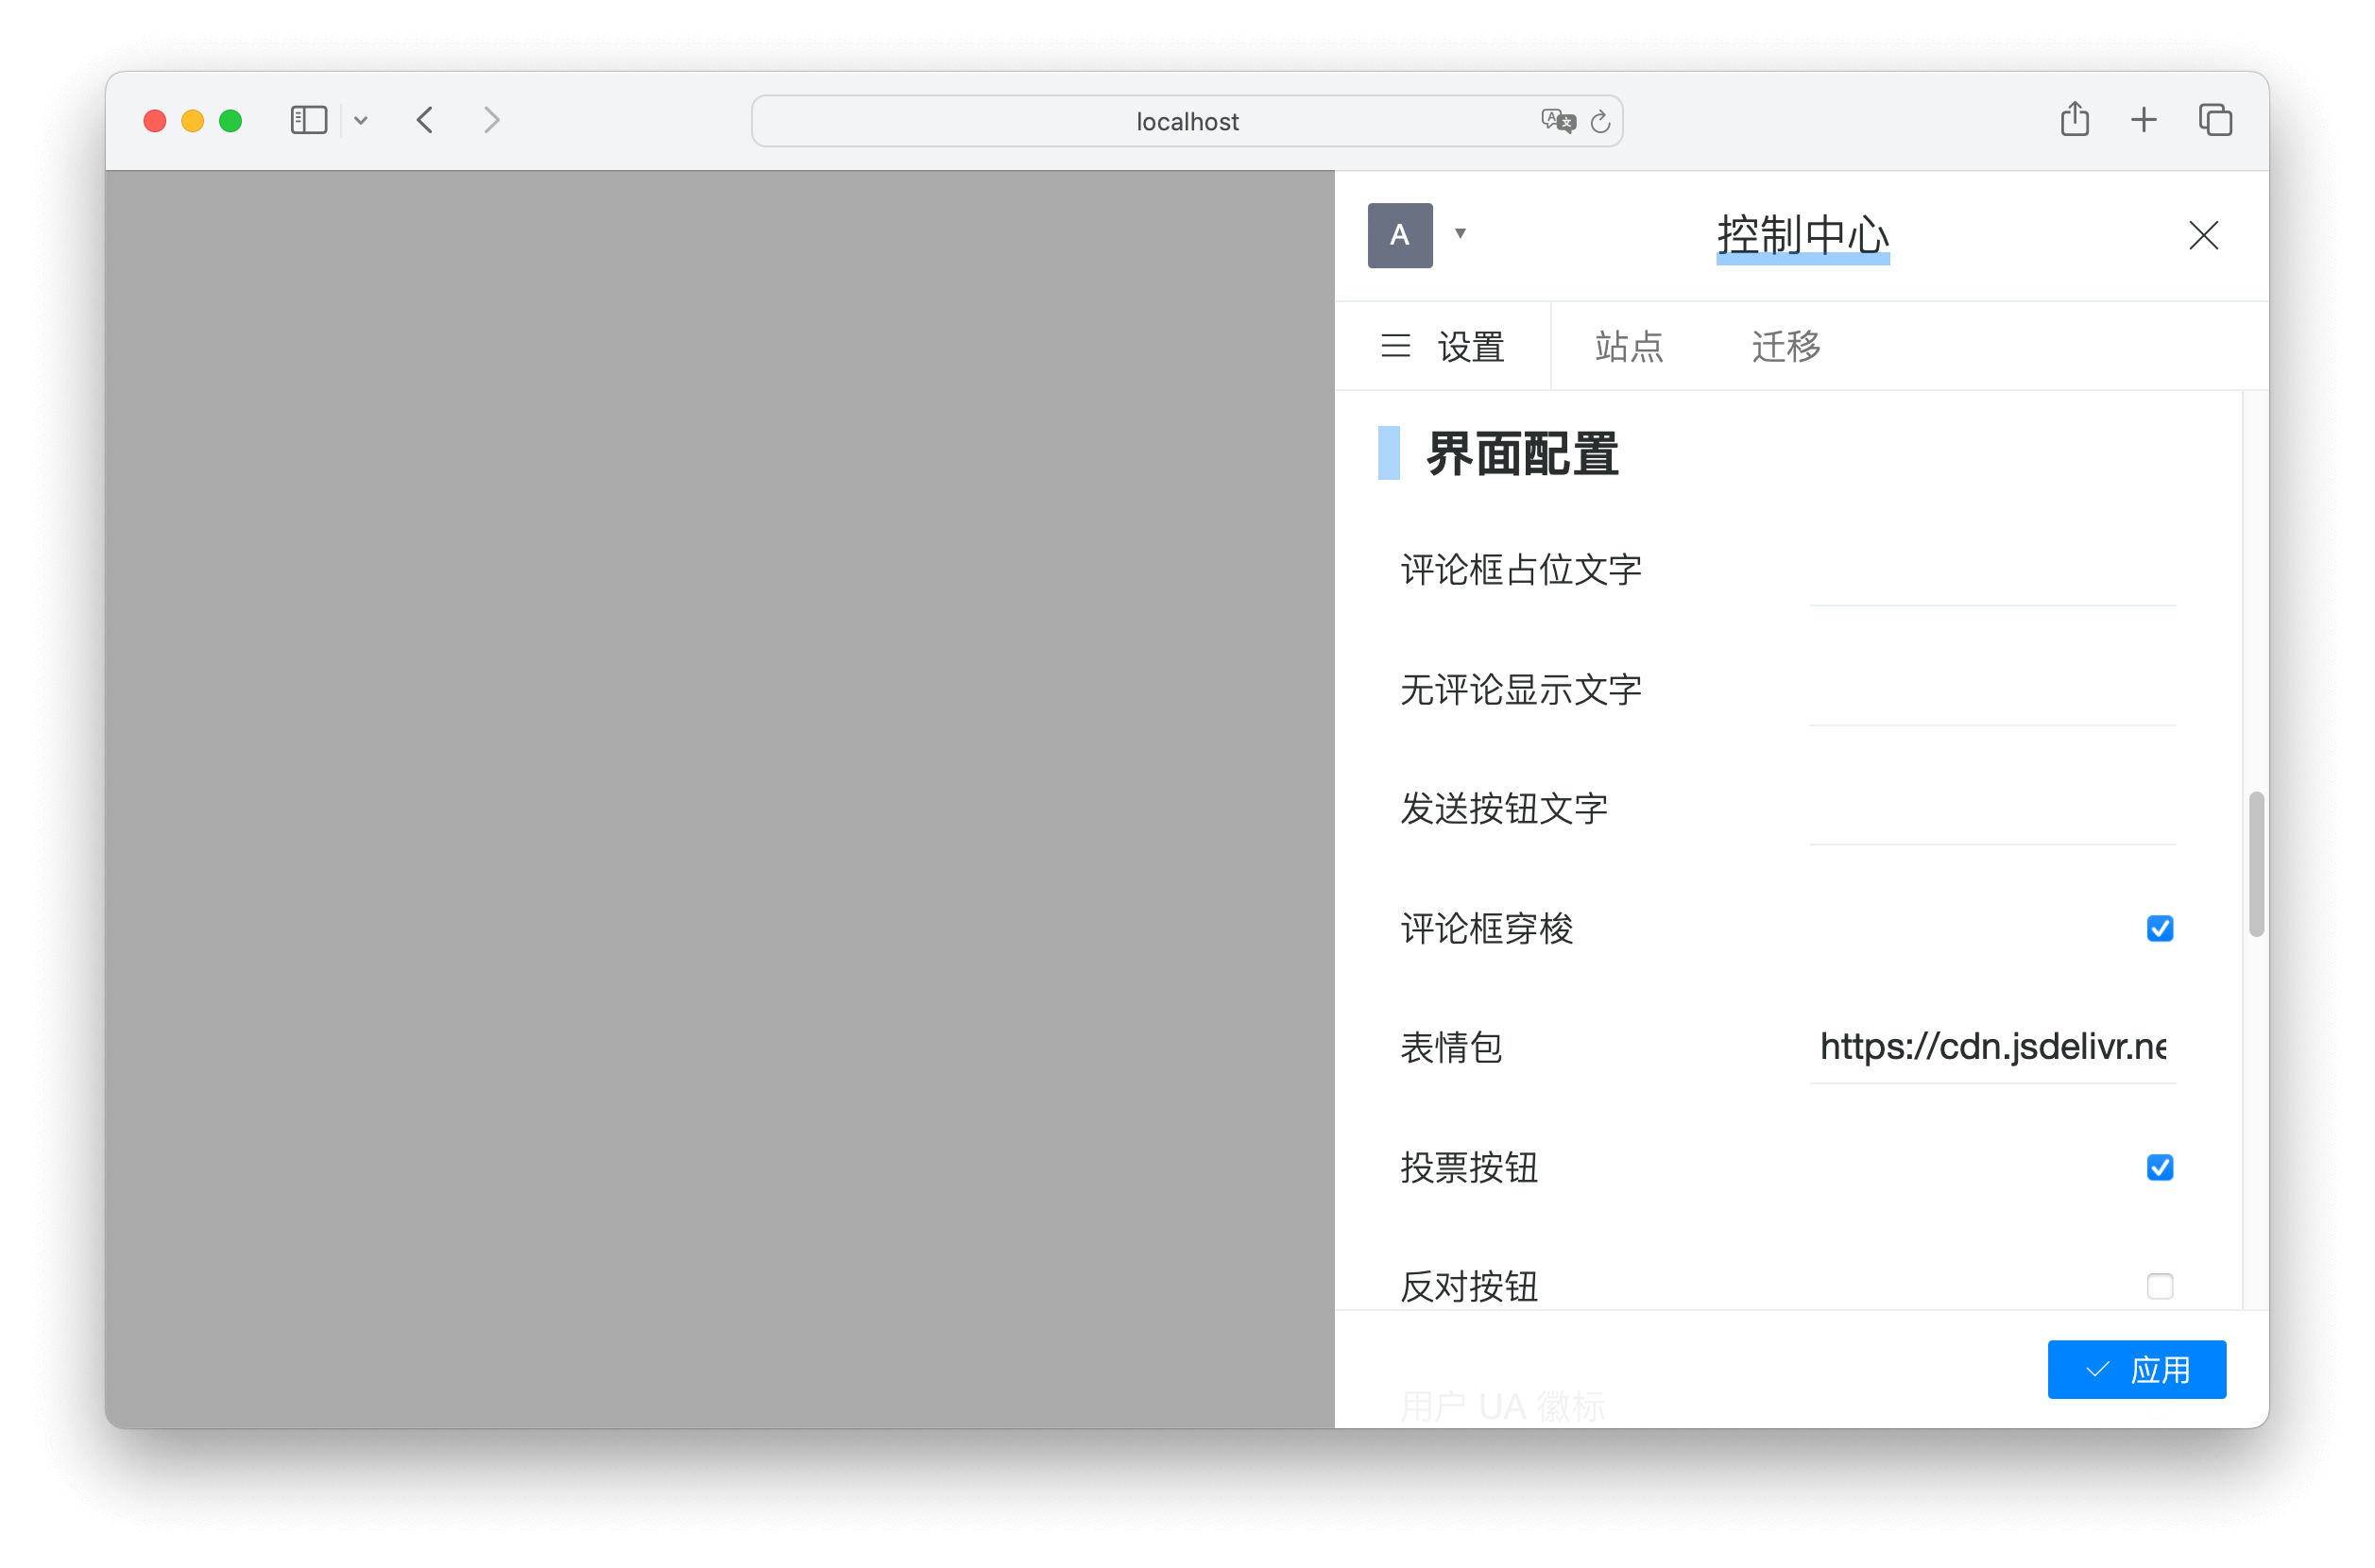 localhost
A
控制中心
设置 站点 迁移
界面配置
评论框占位文字
无评论显示文字
发送按钮文字
评论框穿梭
表情包 https://cdn.jsdelivr.ne
投票按钮
反对按钮
应用
用户 UA 徽标